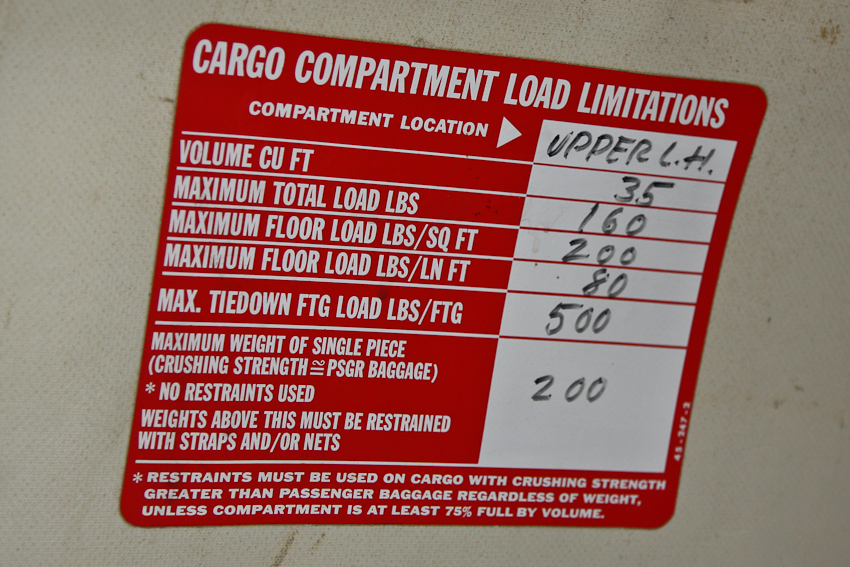 CARGO COMPARTMENT LOAD LIMITATIONS
COMPARTMENT LOCATION UPPER L.H.
VOLUME CU FT 35
MAXIMUM TOTAL LOAD LBS 160
MAXIMUM FLOOR LOAD LBS/SQ FT 200
MAXIMUM FLOOR LOAD LBS/LN FT 80
MAX. TIEDOWN FTG LOAD LBS/FTG 500
MAXIMUM WEIGHT OF SINGLE PIECE
(CRUSHING STRENGTH ≅ PSGR BAGGAGE)
* NO RESTRAINTS USED 200
WEIGHTS ABOVE THIS MUST BE RESTRAINED
WITH STRAPS AND/OR NETS
45-247-2
* RESTRAINTS MUST BE USED ON CARGO WITH CRUSHING STRENGTH
GREATER THAN PASSENGER BAGGAGE REGARDLESS OF WEIGHT,
UNLESS COMPARTMENT IS AT LEAST 75% FULL BY VOLUME.